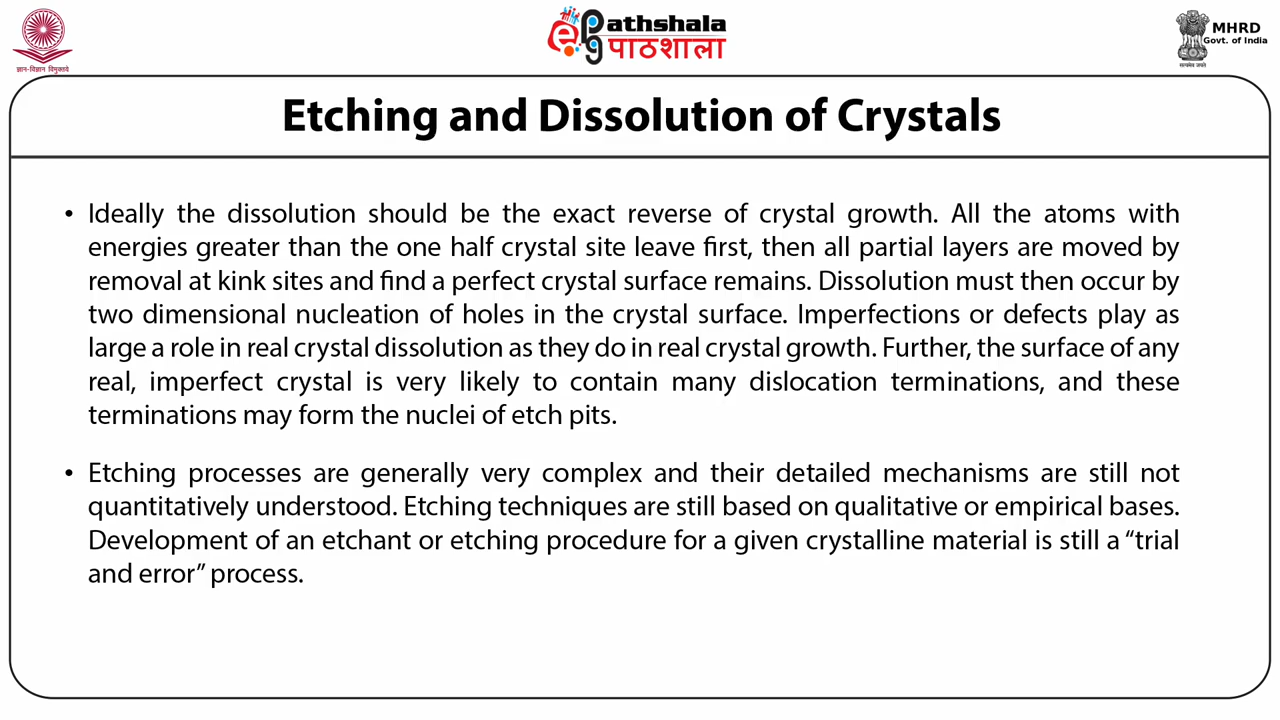 ज्ञान-विज्ञान विमुक्तये
ePG Pathshala
पाठशाला
MHRD
Govt. of India
सत्यमेव जयते
Etching and Dissolution of Crystals
• Ideally the dissolution should be the exact reverse of crystal growth. All the atoms with
energies greater than the one half crystal site leave first, then all partial layers are moved by
removal at kink sites and find a perfect crystal surface remains. Dissolution must then occur by
two dimensional nucleation of holes in the crystal surface. Imperfections or defects play as
large a role in real crystal dissolution as they do in real crystal growth. Further, the surface of any
real, imperfect crystal is very likely to contain many dislocation terminations, and these
terminations may form the nuclei of etch pits.
• Etching processes are generally very complex and their detailed mechanisms are still not
quantitatively understood. Etching techniques are still based on qualitative or empirical bases.
Development of an etchant or etching procedure for a given crystalline material is still a “trial
and error” process.